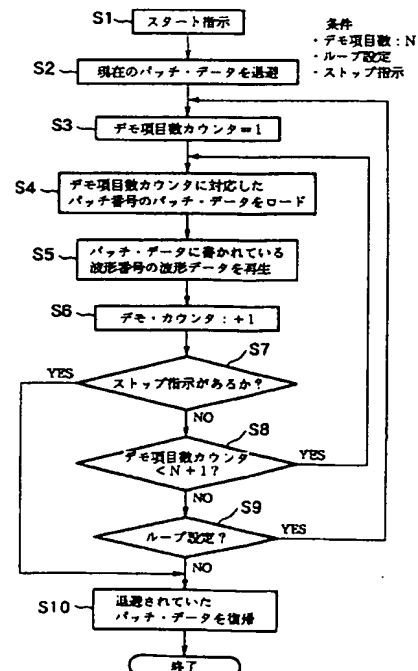 S1
スタート指示
条件
・デモ項目数:N
・ループ設定
・ストップ指示
S2
現在のパッチ・データを退避
S3
デモ項目数カウンタ=1
S4
デモ項目数カウンタに対応した
パッチ番号のパッチ・データをロード
S5
パッチ・データに書かれている
波形番号の波形データを再生
S6
デモ・カウンタ:+1
S7
YES
ストップ指示があるか?
NO
S8
デモ項目数カウンタ
<N+1?
YES
NO
S9
ループ設定?
YES
NO
S10
退避されていた
パッチ・データを復帰
終了